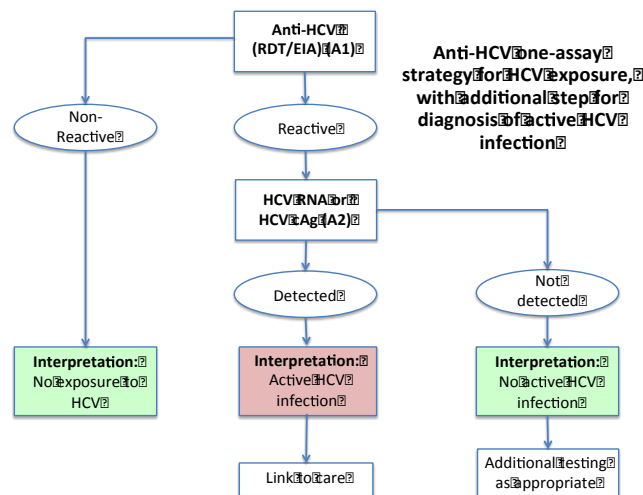 Anti-HCV
(RDT/EIA) (A1)
Anti-HCV one-assay
strategy for HCV exposure,
with additional step for
diagnosis of active HCV
infection
Non-
Reactive
Reactive
HCV RNA or
HCV cAg (A2)
Detected
Not
detected
Interpretation:
No exposure to
HCV
Interpretation:
Active HCV
infection
Interpretation:
No active HCV
infection
Link to care
Additional testing
as appropriate